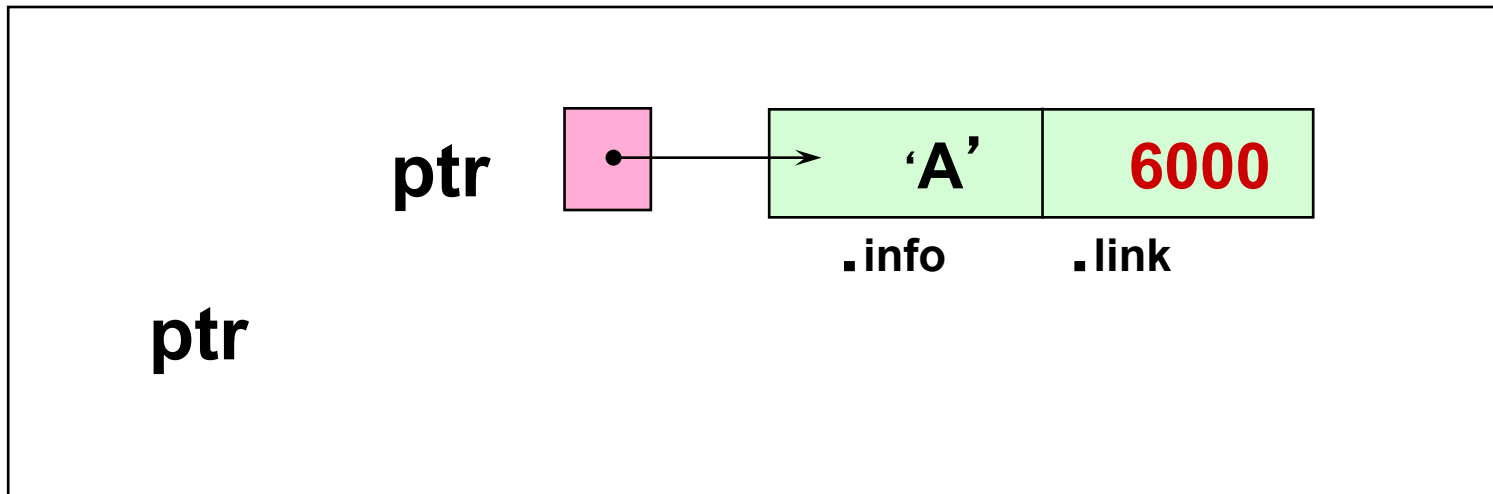 ptr ‘A’ 6000
.info .link
ptr